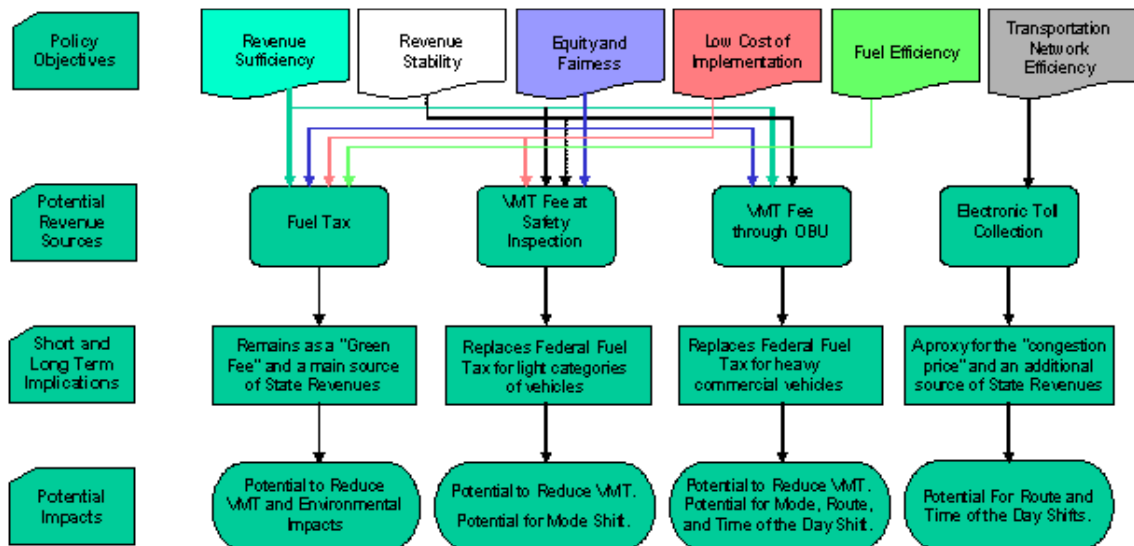 Policy
Objectives
Revenue
Sufficiency
Revenue
Stability
Equity and
Fairness
Low Cost of
Implementation
Fuel Efficiency
Transportation
Network
Efficiency
Potential
Revenue
Sources
Fuel Tax
VMT Fee at
Safety
Inspection
VMT Fee
through OBU
Electronic Toll
Collection
Short and
Long Term
Implications
Remains as a "Green
Fee" and a main source
of State Revenues
Replaces Federal Fuel
Tax for light categories
of vehicles
Replaces Federal Fuel
Tax for heavy
commercial vehicles
A proxy for the "congestion
price" and an additional
source of State Revenues
Potential
Impacts
Potential to Reduce
VMT and Environmental
Impacts
Potential to Reduce VMT.
Potential for Mode Shift.
Potential to Reduce VMT.
Potential for Mode, Route,
and Time of the Day Shift.
Potential For Route and
Time of the Day Shifts.